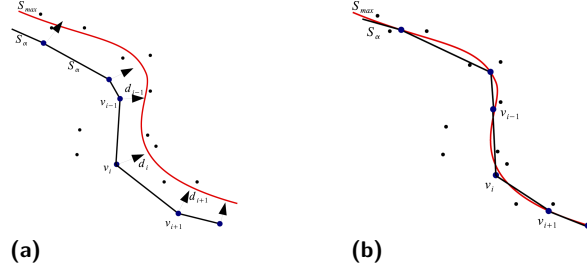 S_max
S_α
S_α
d_{i-1}
v_{i-1}
d_i
v_i
d_{i+1}
v_{i+1}
(a)
S_max
S_α
v_{i-1}
v_i
v_{i+1}
(b)